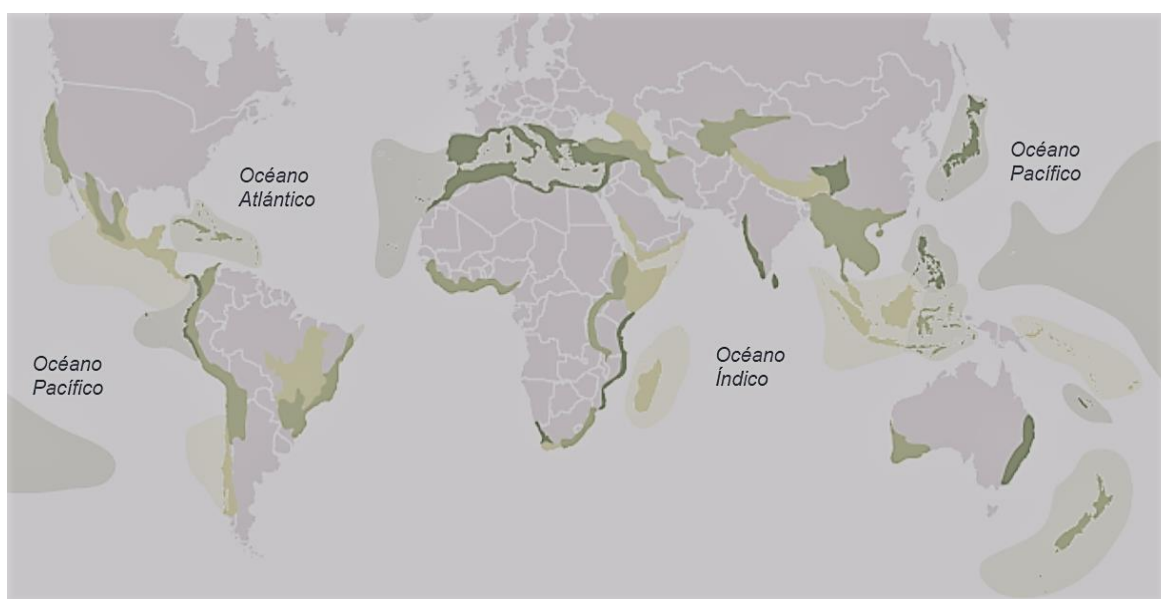 Océano
Atlántico
Océano
Pacífico
Océano
Pacífico
Océano
Índico